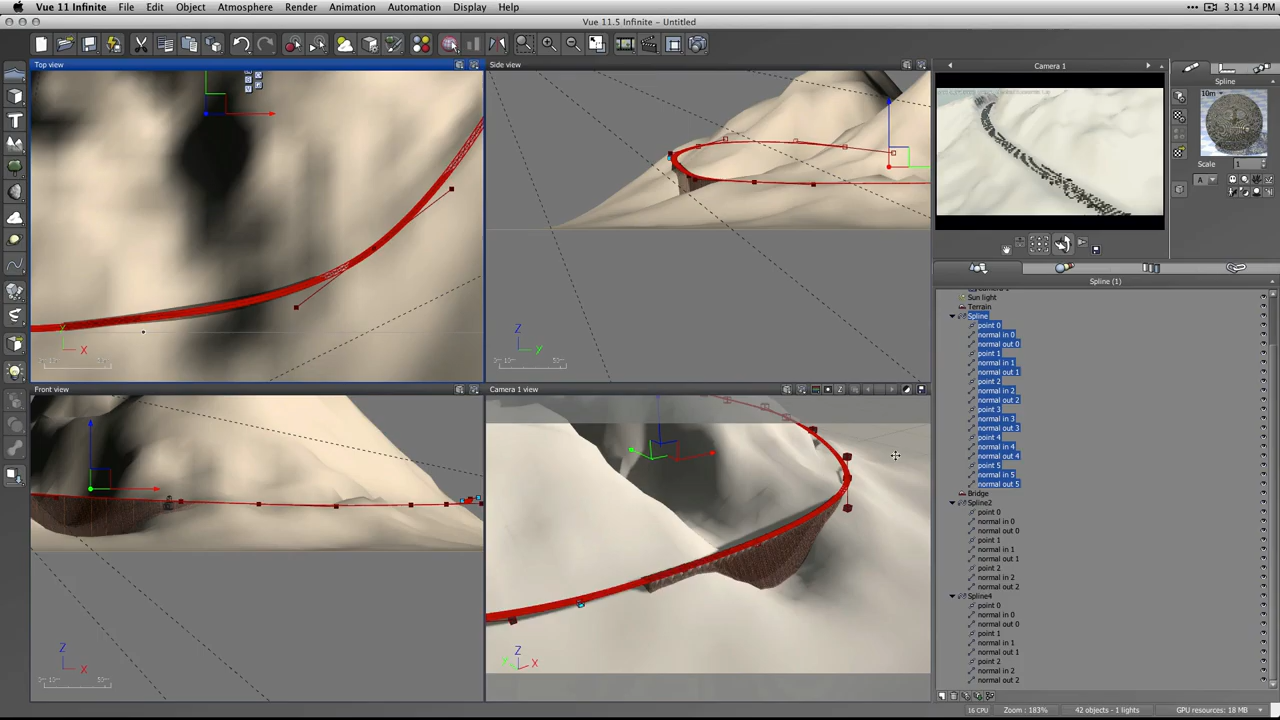 Vue 11 Infinite File Edit Object Atmosphere Render Animation Automation Display Help
3 3:13:14 PM
Vue 11.5 Infinite - Untitled
Top view
Side view
Camera 1
Spline
10m
Scale 1
A
Y
X
Z
Y
Front view
Camera 1 view
Z
Z
X
Z
X
Spline (1)
Sun light
Terrain
Spline
point 0
normal in 0
normal out 0
point 1
normal in 1
normal out 1
point 2
normal in 2
normal out 2
point 3
normal in 3
normal out 3
point 4
normal in 4
normal out 4
point 5
normal in 5
normal out 5
Bridge
Spline2
point 0
normal in 0
normal out 0
point 1
normal in 1
normal out 1
point 2
normal in 2
normal out 2
Spline4
point 0
normal in 0
normal out 0
point 1
normal in 1
normal out 1
point 2
normal in 2
normal out 2
16 CPU Zoom : 183% 42 objects - 1 lights GPU resources: 18 MB